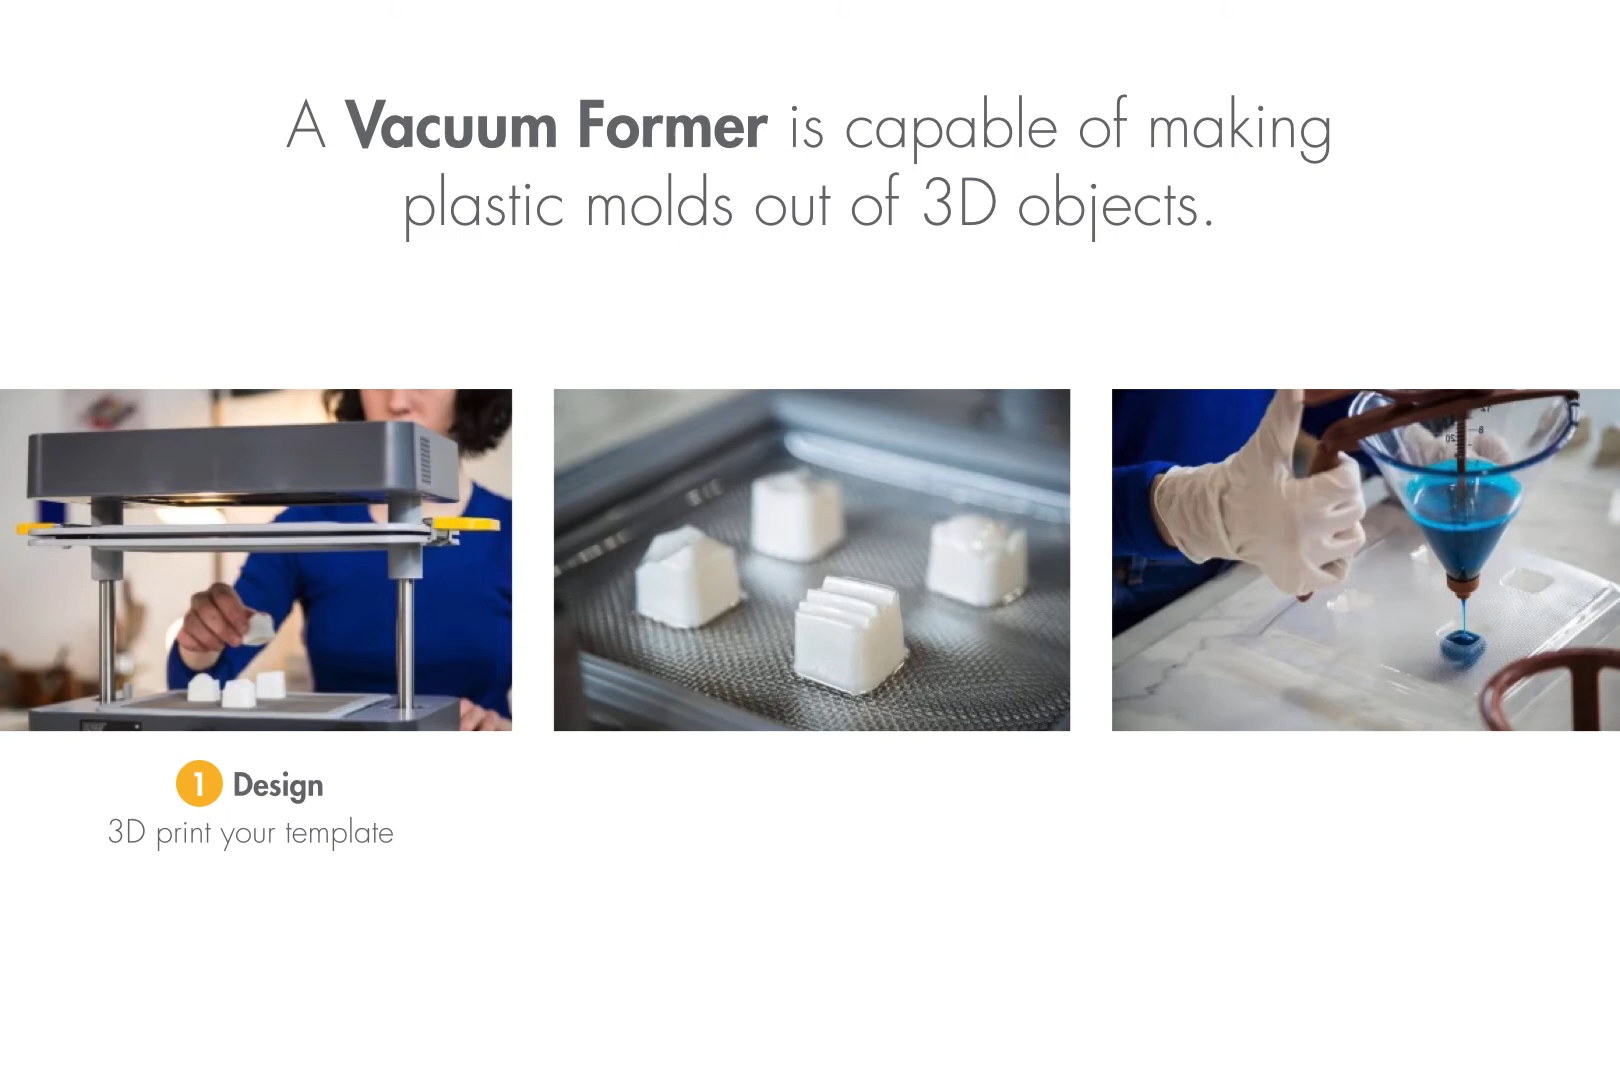 A Vacuum Former is capable of making
plastic molds out of 3D objects.
1 Design
3D print your template